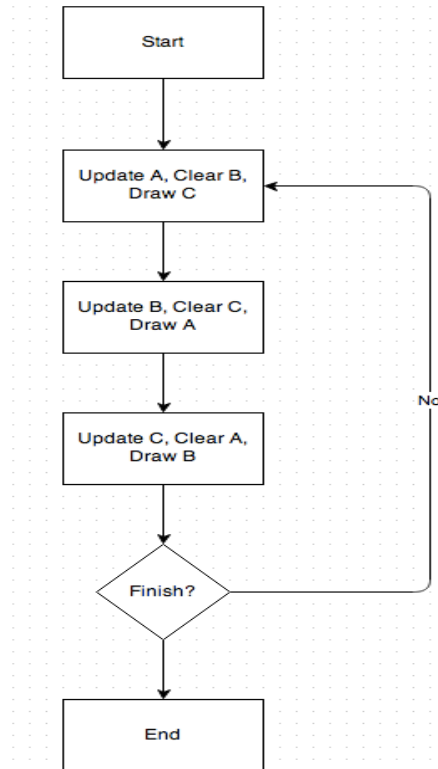 Start
Update A, Clear B,
Draw C
Update B, Clear C,
Draw A
No
Update C, Clear A,
Draw B
Finish?
End